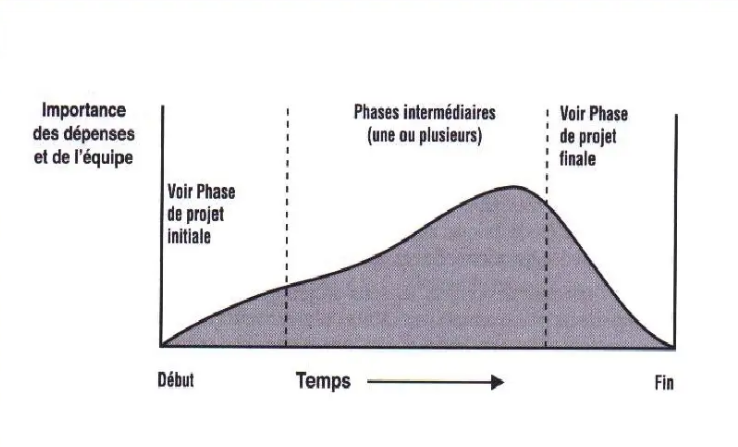 Importance
des dépenses
et de l'équipe
Voir Phase
de projet
initiale
Phases intermédiaires
(une ou plusieurs)
Voir Phase
de projet
finale
Début
Temps
Fin